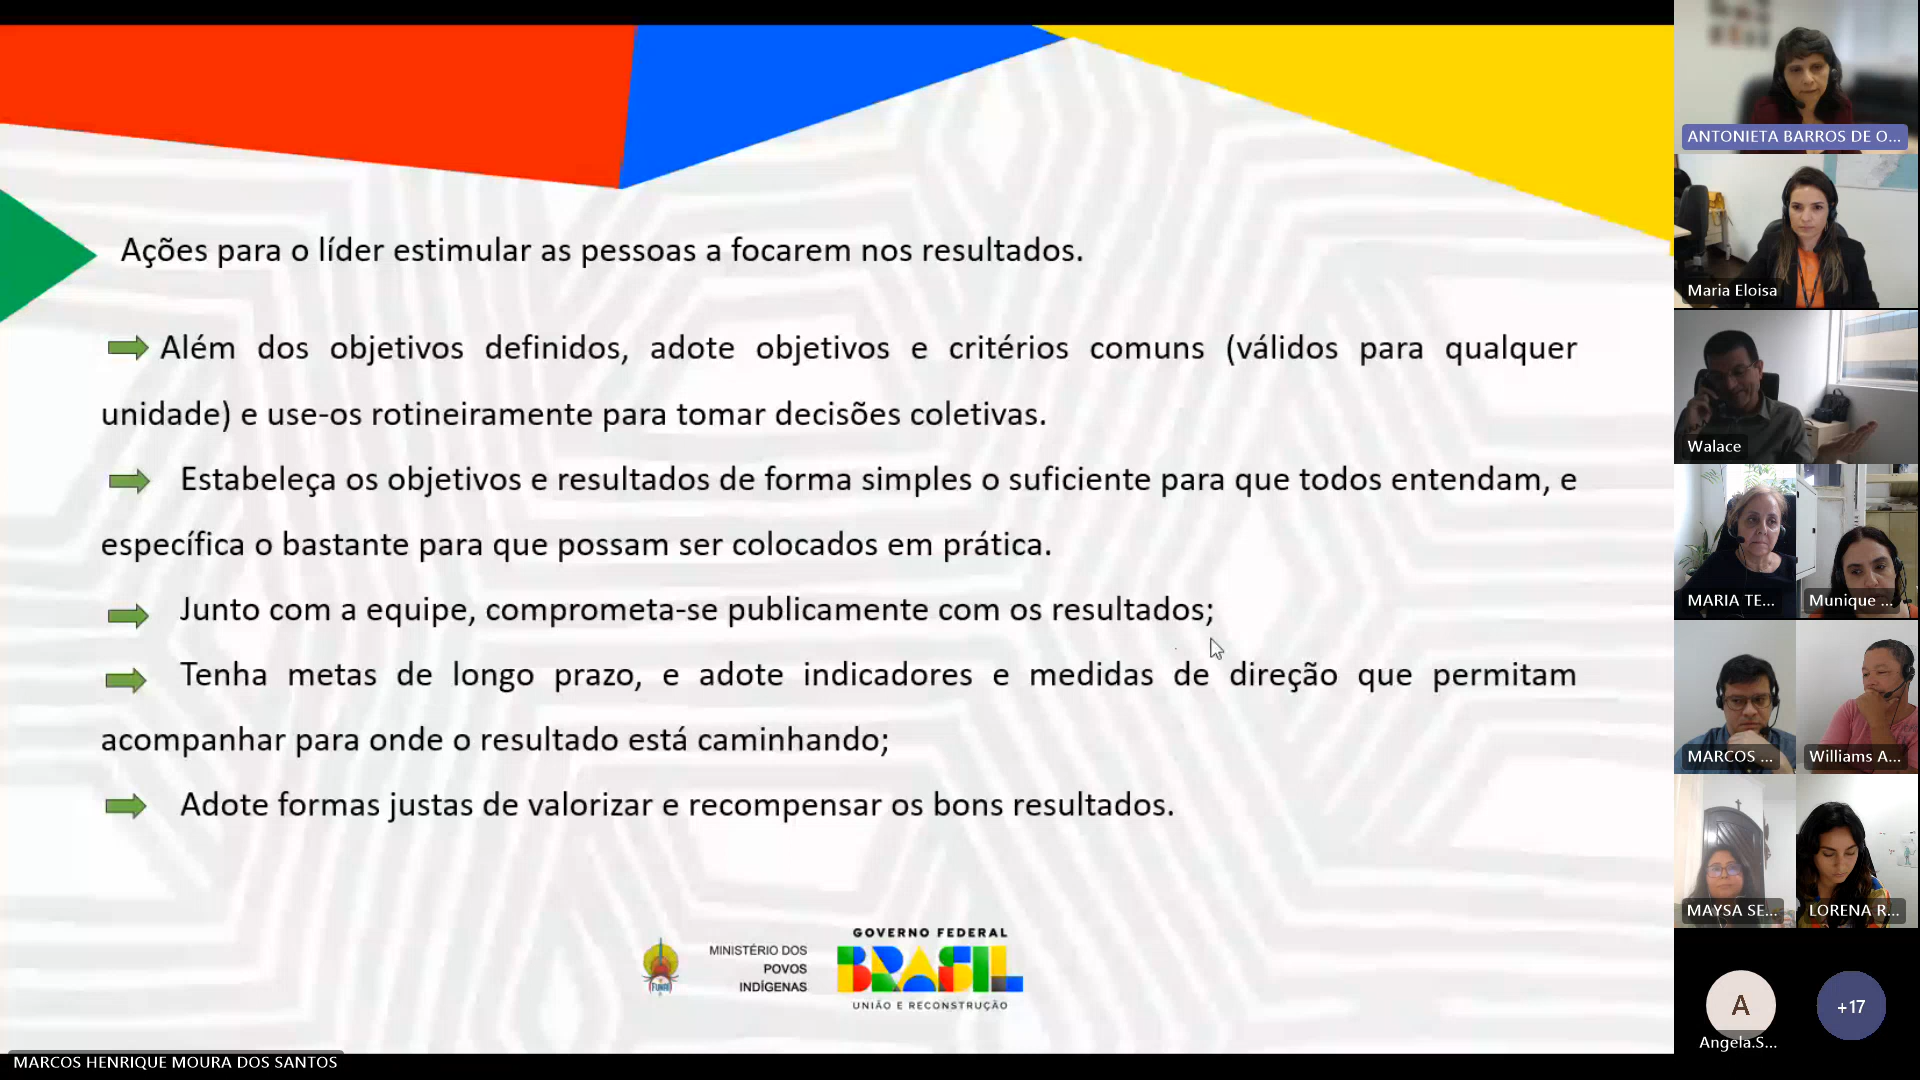 Ações para o líder estimular as pessoas a focarem nos resultados.
Além dos objetivos definidos, adote objetivos e critérios comuns (válidos para qualquer
unidade) e use-os rotineiramente para tomar decisões coletivas.
Estabeleça os objetivos e resultados de forma simples o suficiente para que todos entendam, e
específica o bastante para que possam ser colocados em prática.
Junto com a equipe, comprometa-se publicamente com os resultados;
Tenha metas de longo prazo, e adote indicadores e medidas de direção que permitam
acompanhar para onde o resultado está caminhando;
Adote formas justas de valorizar e recompensar os bons resultados.
FUNAI
MINISTÉRIO DOS
POVOS
INDÍGENAS
GOVERNO FEDERAL
BRASIL
UNIÃO E RECONSTRUÇÃO
MARCOS HENRIQUE MOURA DOS SANTOS
ANTONIETA BARROS DE O...
Maria Eloisa
Walace
MARIA TE...
Munique ...
MARCOS ...
Williams A...
MAYSA SE...
LORENA R...
A
Angela.S...
+17